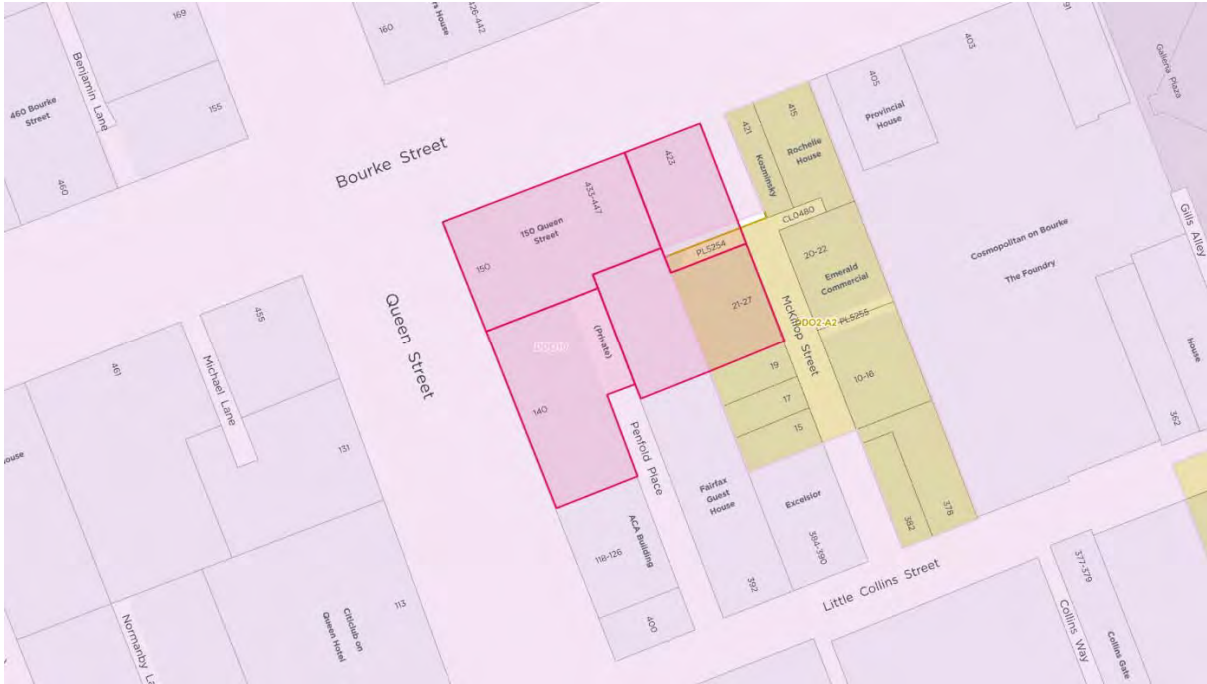 169
Benjamin Lane
155
460 Bourke
Street
460
160
rs House
426-442
Bourke Street
91
Galleria Plaza
403
405
Provincial
House
415
Rochelle
House
421
Kozminsky
423
433-447
150 Queen
Street
150
CL0480
PL5254
20-22
Emerald
Commercial
Cosmopolitan on Bourke
The Foundry
Gills Alley
21-27
McKillop Street
DDO2-A2
PL5255
10-16
(Private)
Queen Street
455
461
Michael Lane
140
19
17
15
Penfold Place
131
house
362
ouse
Fairfax
Guest
House
Excelsior
384-390
392
378
382
ACA Building
118-126
400
Little Collins Street
377-379
Collins Way
Collins Gate
Normanby La
Citiclub on
Queen Hotel
113